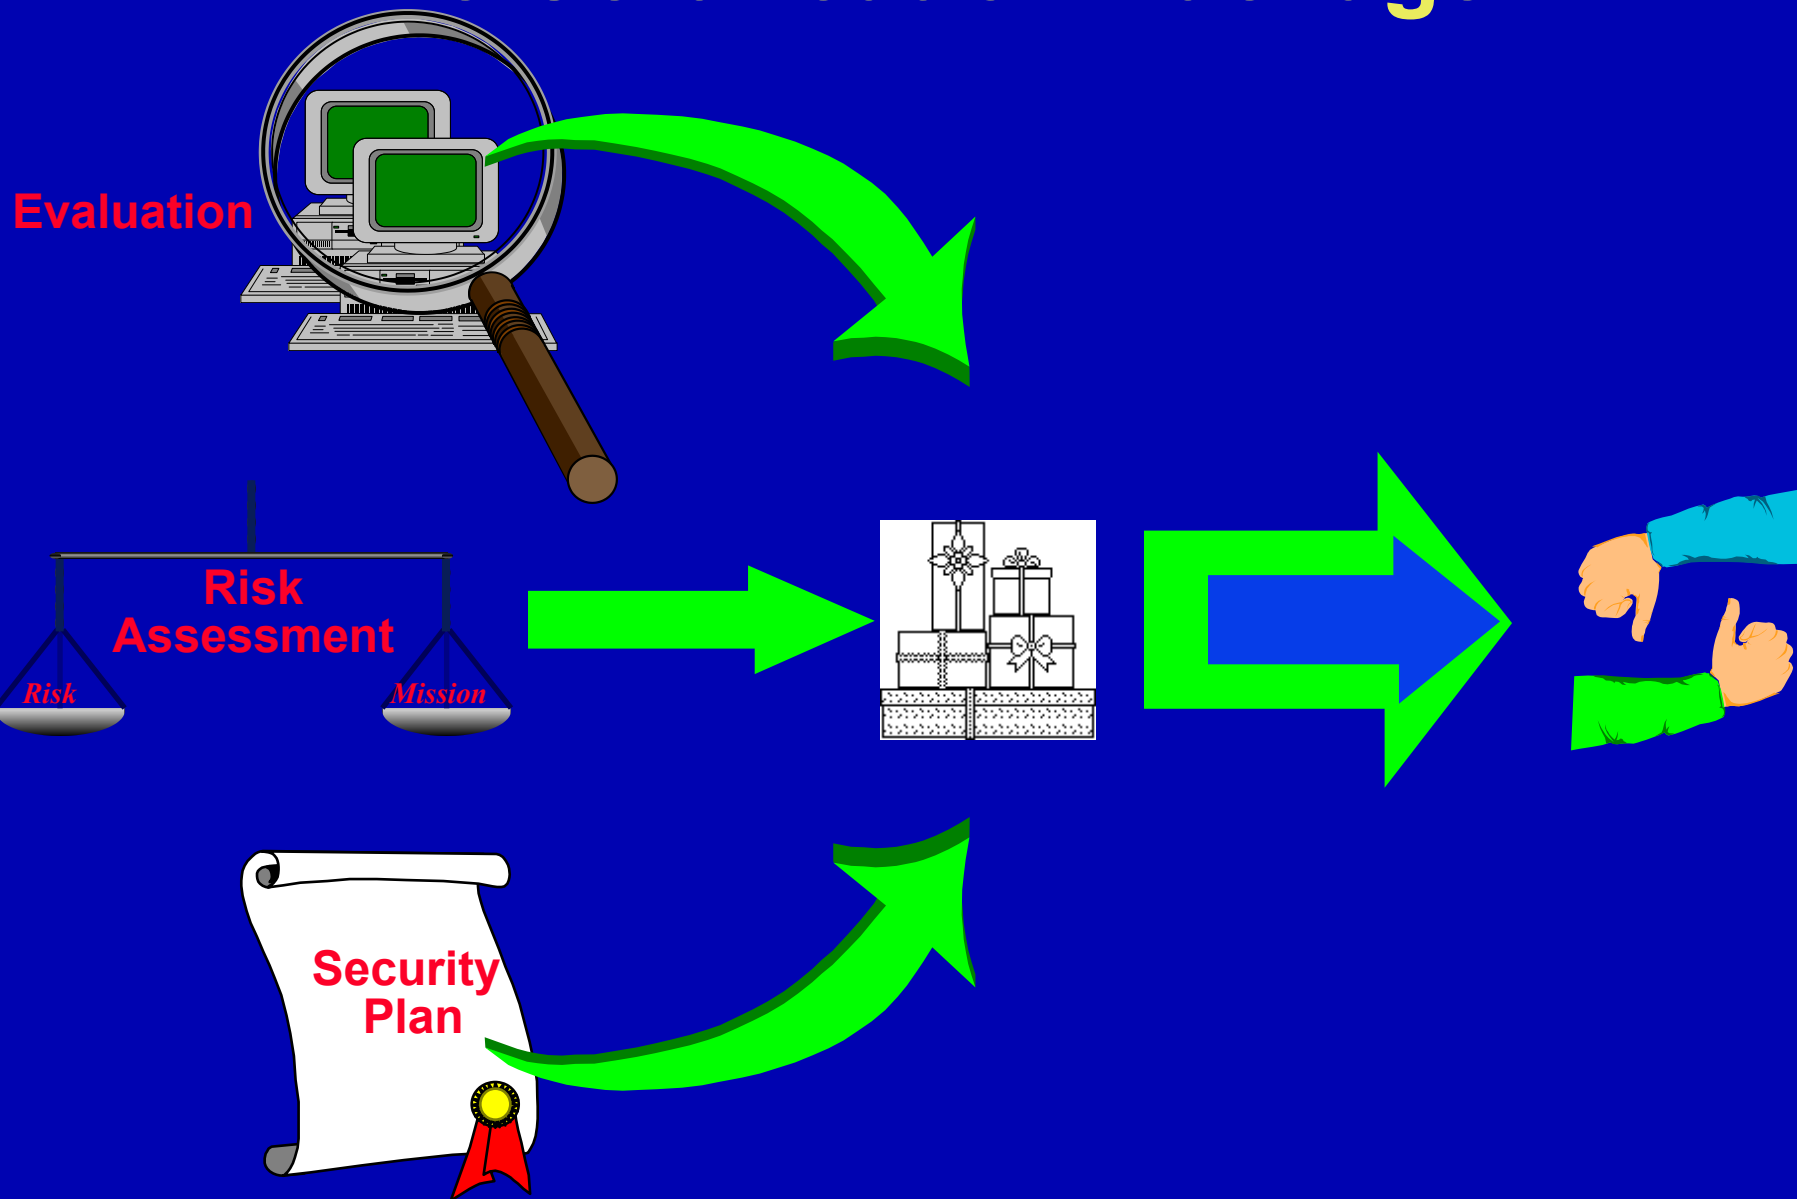 Evaluation
Risk
Assessment
Risk
Mission
Security
Plan